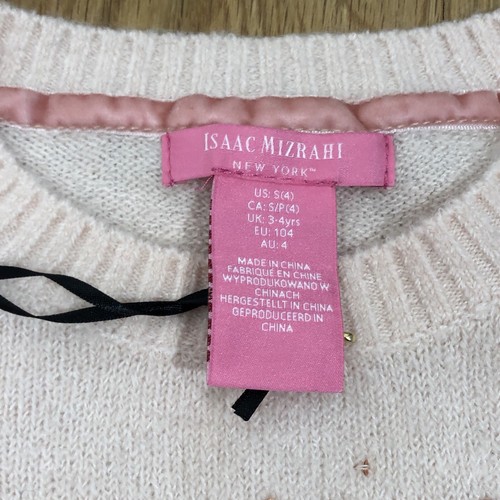 ISAAC MIZRAHI
NEW YORK™
US: S(4)
CA: S/P(4)
UK: 3-4yrs
EU: 104
AU: 4
MADE IN CHINA
FABRIQUÉ EN CHINE
WYPRODUKOWANO W
CHINACH
HERGESTELLT IN CHINA
GEPRODUCEERD IN
CHINA